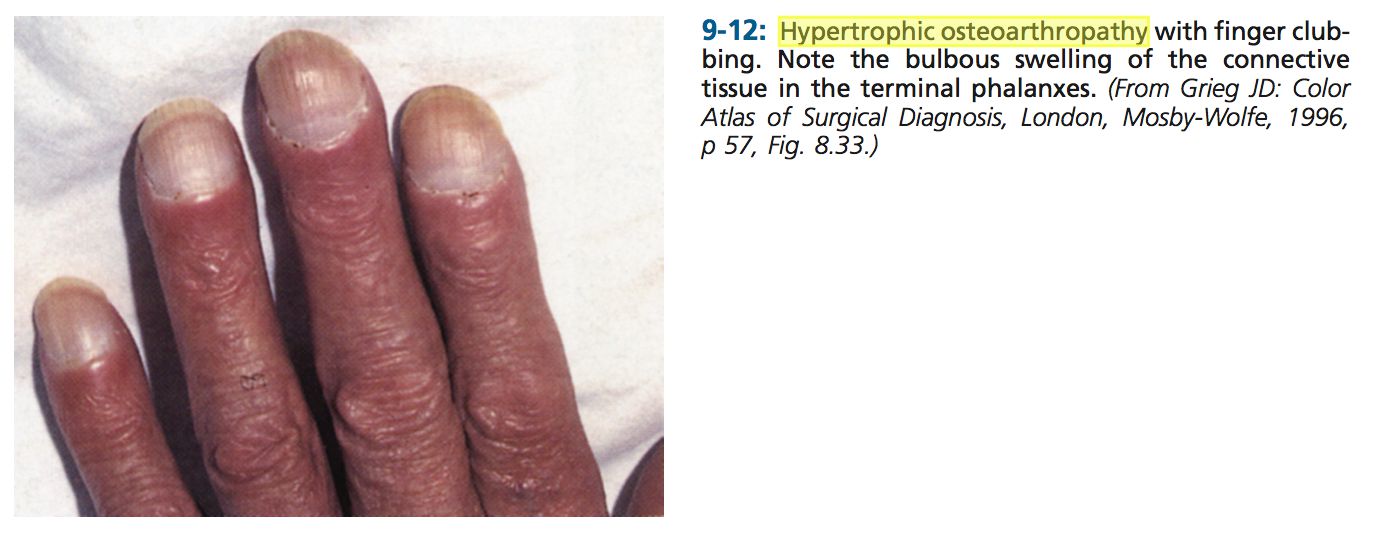 9-12: Hypertrophic osteoarthropathy with finger club-
bing. Note the bulbous swelling of the connective
tissue in the terminal phalanxes. (From Grieg JD: Color
Atlas of Surgical Diagnosis, London, Mosby-Wolfe, 1996,
p 57, Fig. 8.33.)